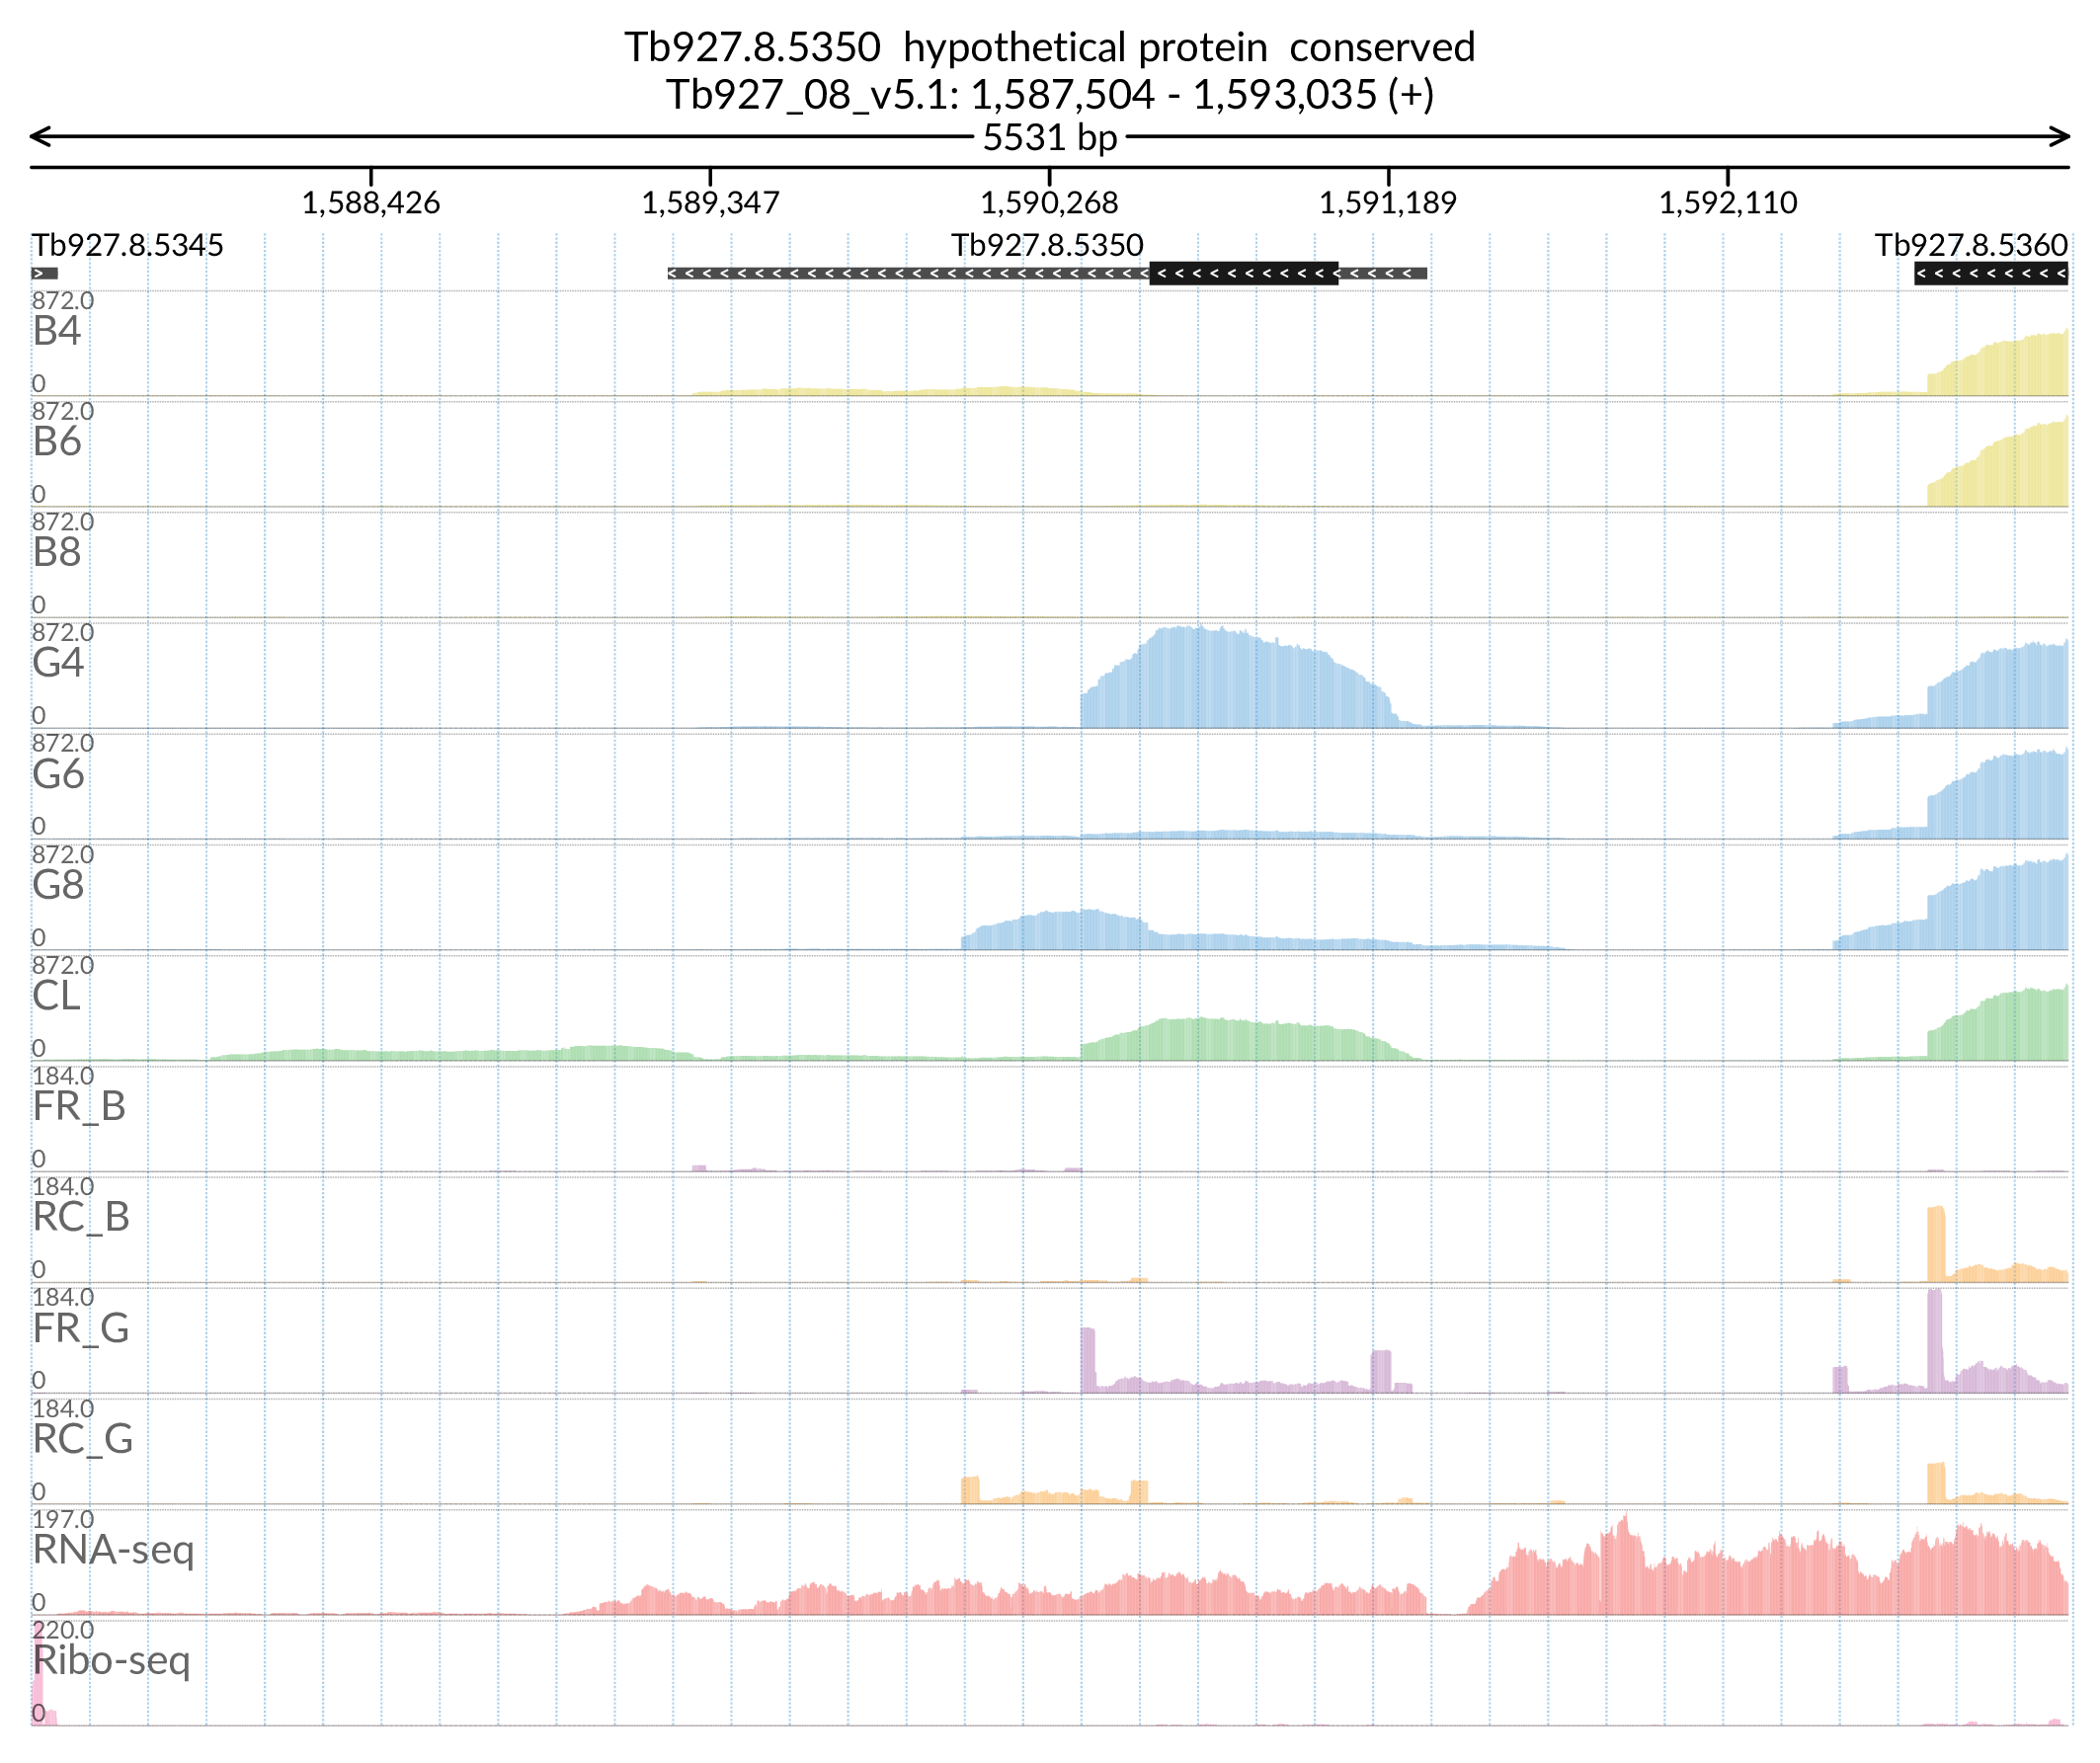 Tb927.8.5350 hypothetical protein conserved
Tb927_08_v5.1: 1,587,504 - 1,593,035 (+)
5531 bp
1,588,426 1,589,347 1,590,268 1,591,189 1,592,110
Tb927.8.5345 Tb927.8.5350 Tb927.8.5360
872.0
B4
0
872.0
B6
0
872.0
B8
0
872.0
G4
0
872.0
G6
0
872.0
G8
0
872.0
CL
0
184.0
FR_B
0
184.0
RC_B
0
184.0
FR_G
0
184.0
RC_G
0
197.0
RNA-seq
0
220.0
Ribo-seq
0